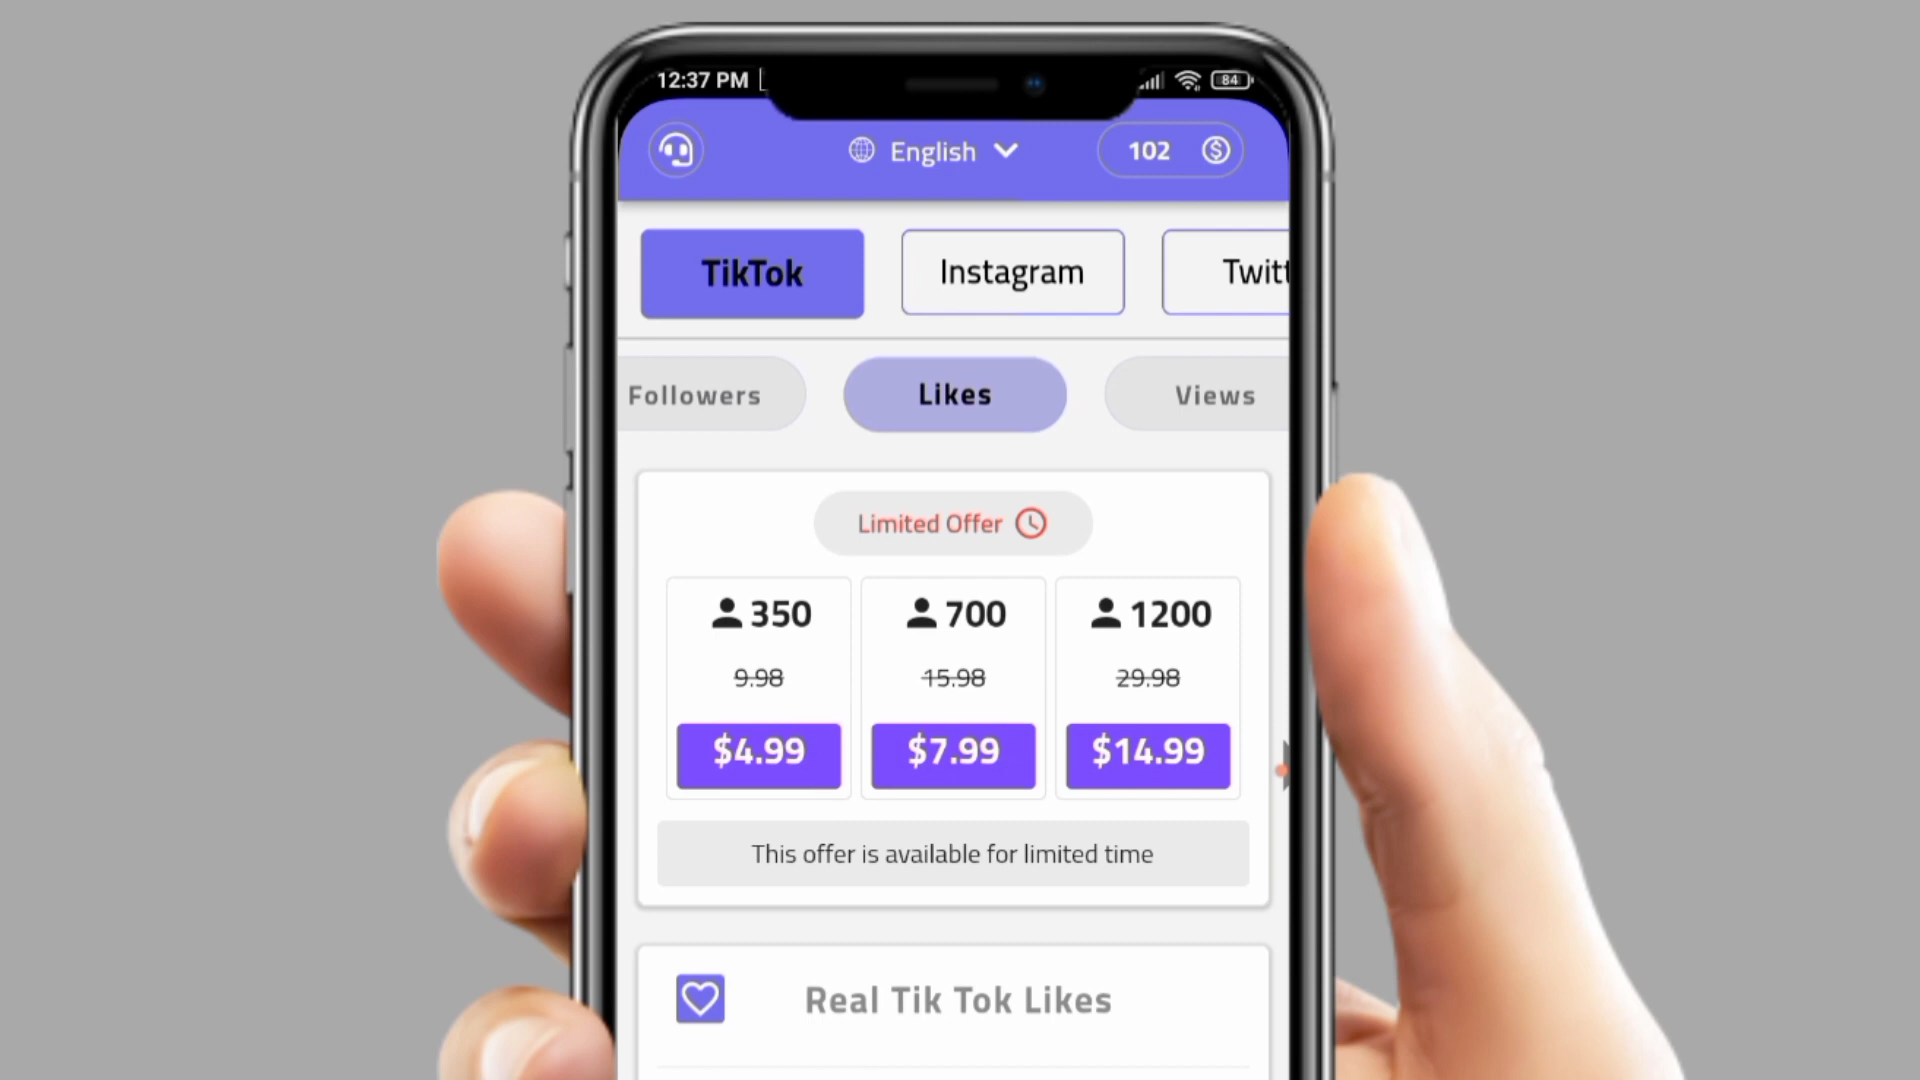 12:37 PM
84
English
102
TikTok
Instagram
Twitt
Followers
Likes
Views
Limited Offer
350
700
1200
9.98
15.98
29.98
$4.99
$7.99
$14.99
This offer is available for limited time
Real Tik Tok Likes